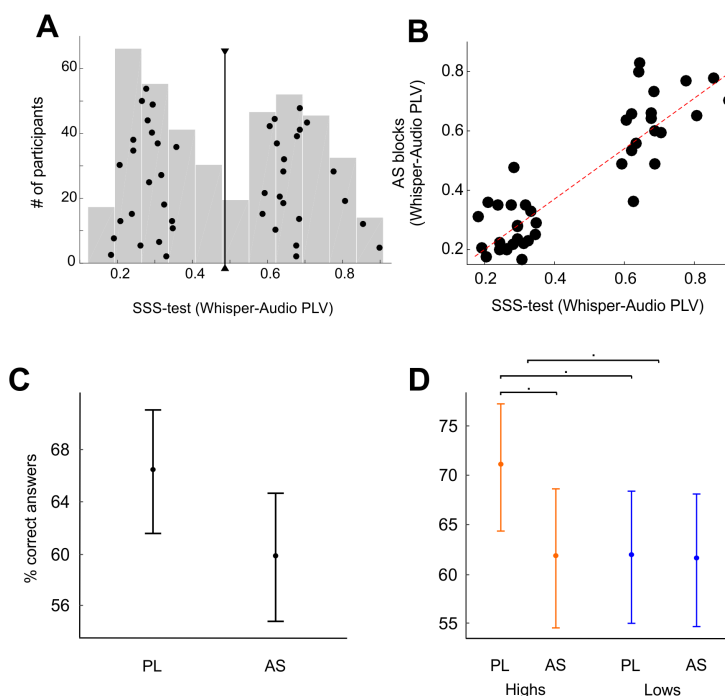 A
# of participants
60
40
20
0
0.2
0.4
0.6
0.8
SSS-test (Whisper-Audio PLV)
B
AS blocks
(Whisper-Audio PLV)
0.8
0.6
0.4
0.2
0.2
0.4
0.6
0.8
SSS-test (Whisper-Audio PLV)
C
% correct answers
68
64
60
56
PL
AS
D
75
70
65
60
55
PL
AS
PL
AS
Highs
Lows